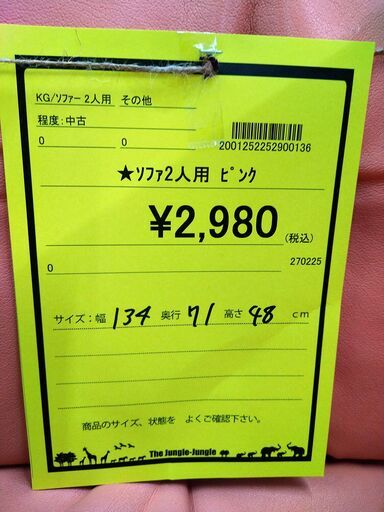 KG/ソファー 2人用 その他
程度:中古
0 0
2001252252900136
★ソファ2人用 ピンク
¥2,980 (税込)
0 270225
サイズ:幅 134 奥行 71 高さ 48 cm
商品のサイズ、状態を よくご確認下さい。
The Jungle-Jungle